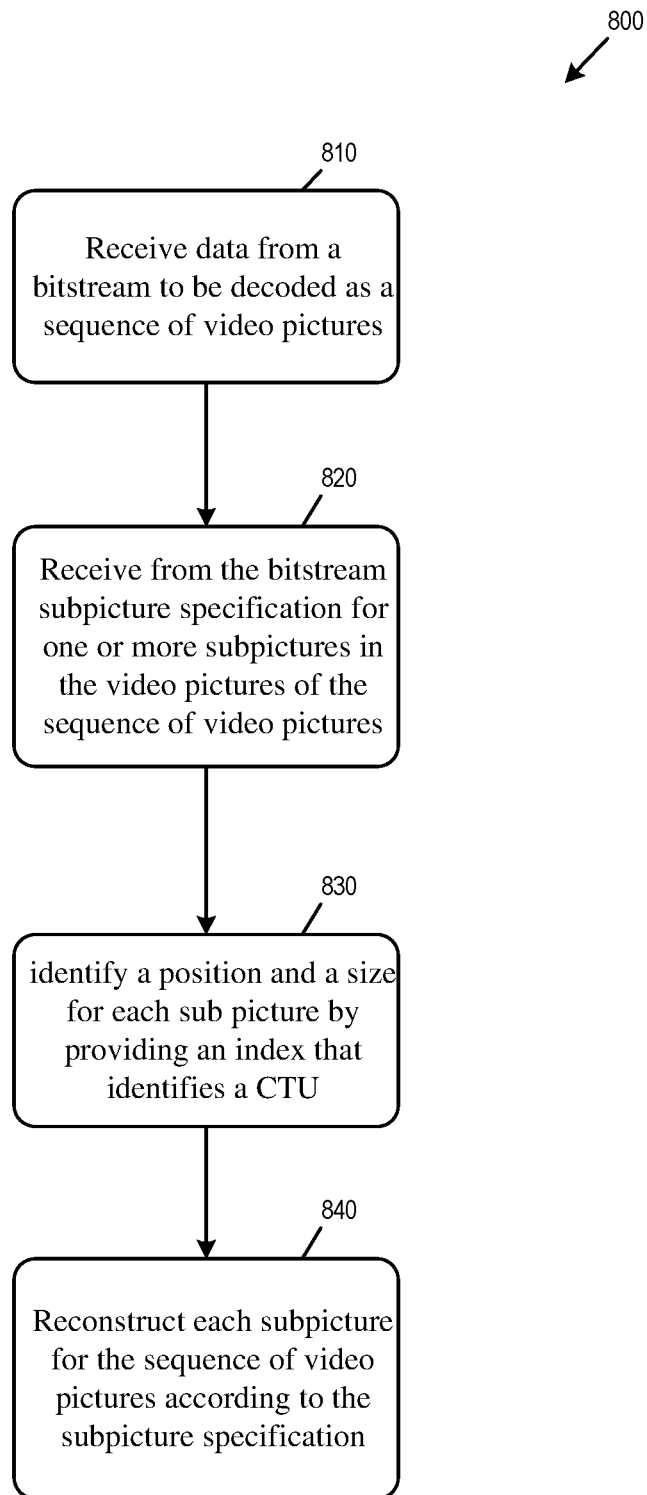 800
810
Receive data from a
bitstream to be decoded as a
sequence of video pictures
820
Receive from the bitstream
subpicture specification for
one or more subpictures in
the video pictures of the
sequence of video pictures
830
identify a position and a size
for each sub picture by
providing an index that
identifies a CTU
840
Reconstruct each subpicture
for the sequence of video
pictures according to the
subpicture specification